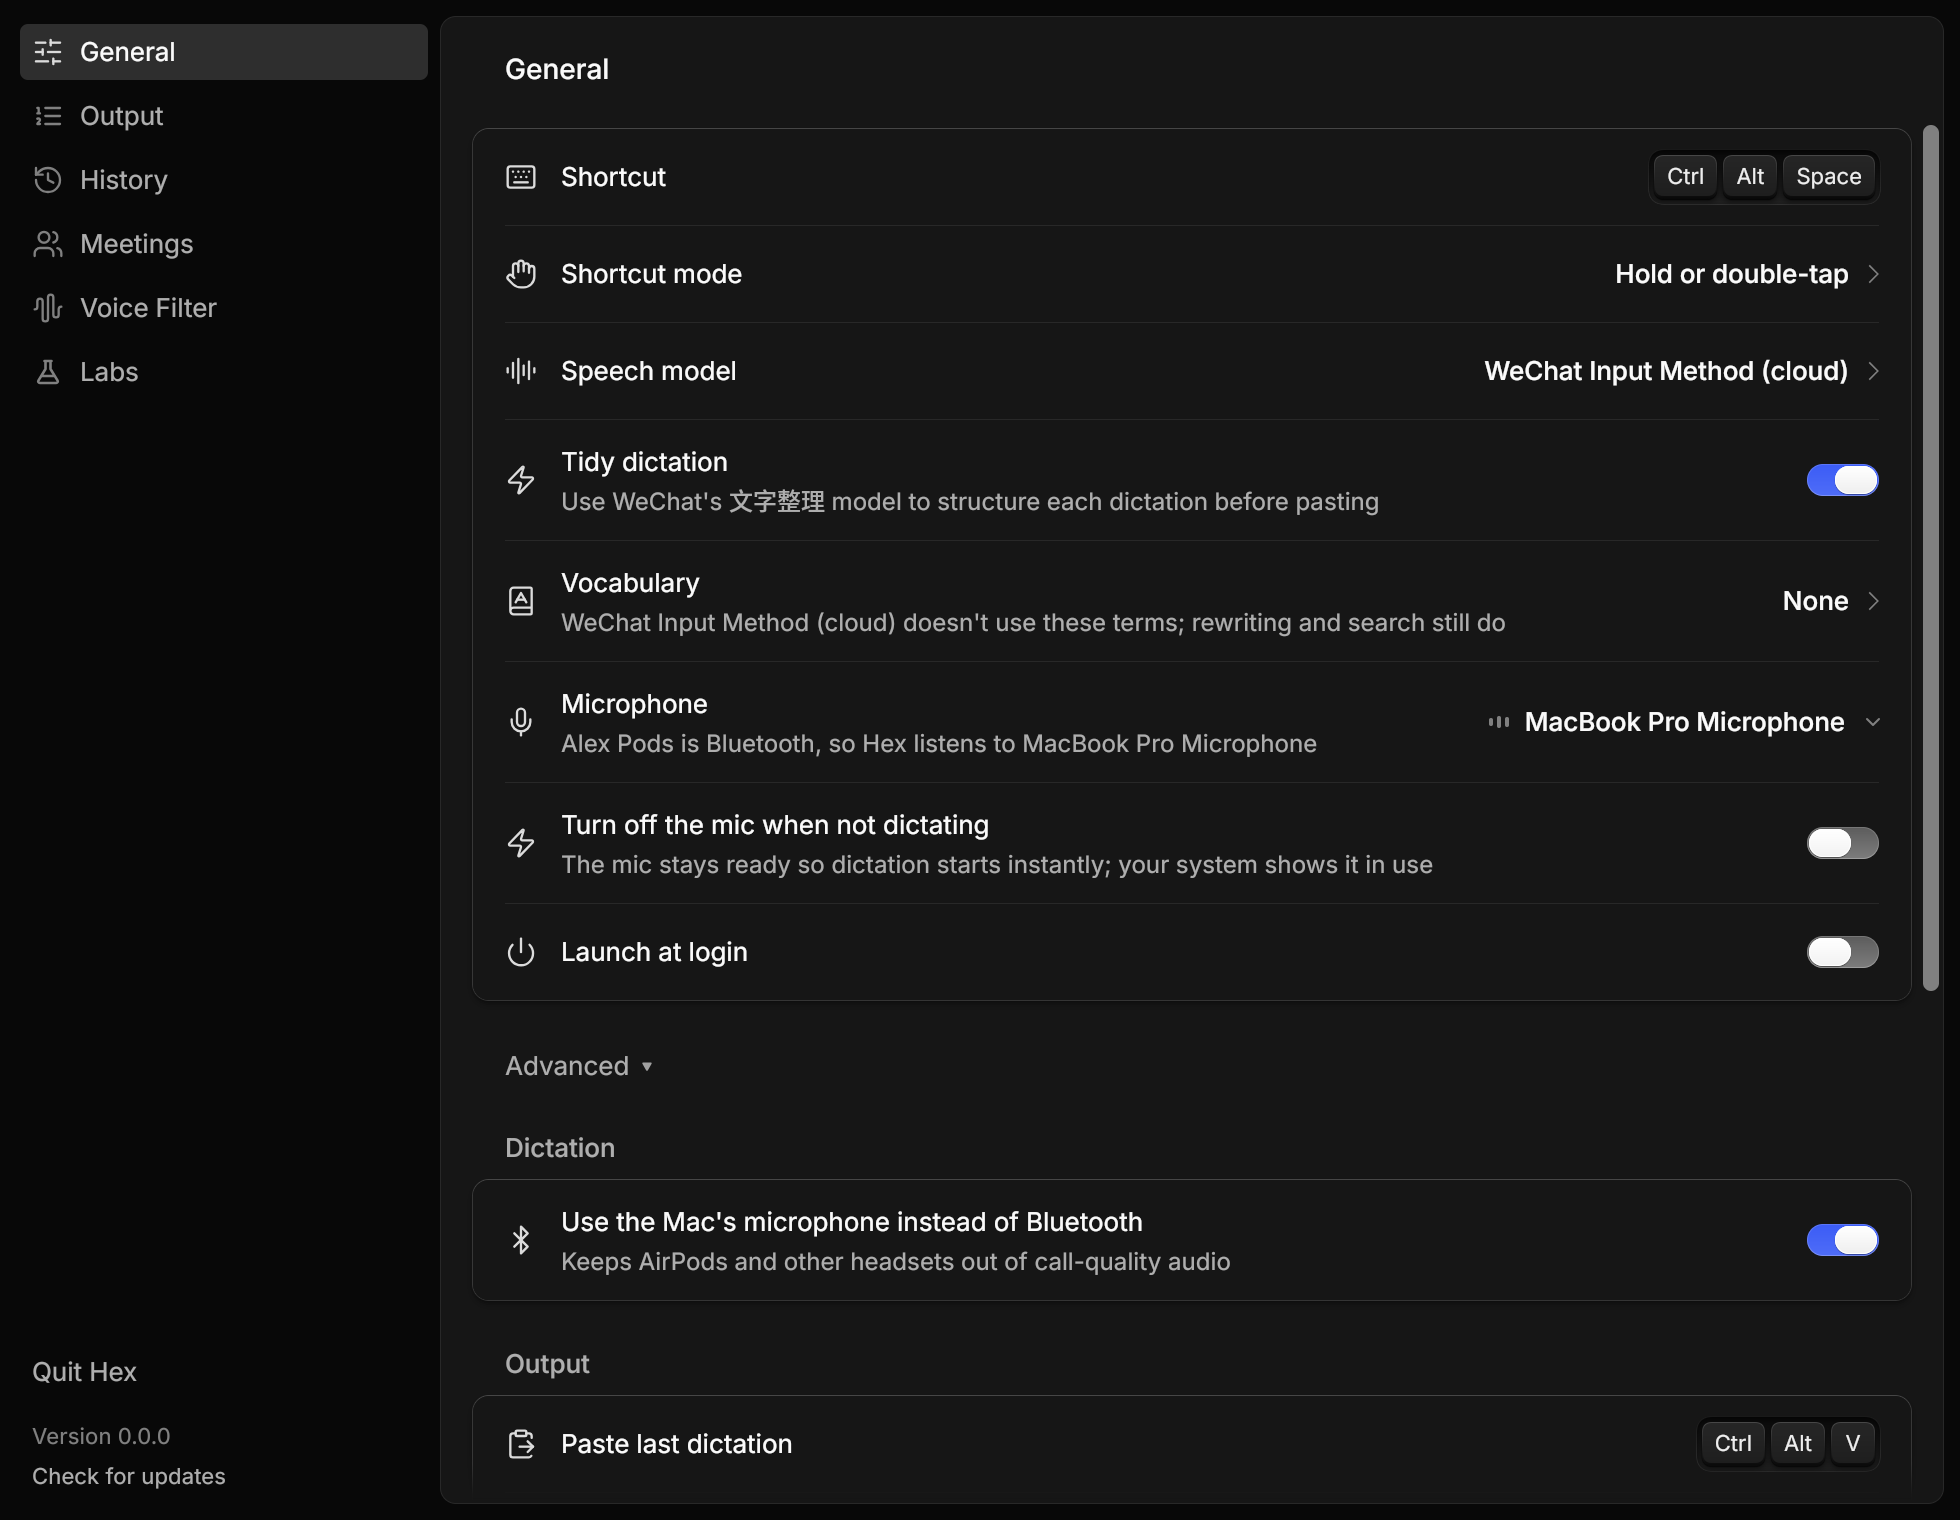 General
Output
History
Meetings
Voice Filter
Labs
Quit Hex
Version 0.0.0
Check for updates
General
Shortcut
Ctrl Alt Space
Shortcut mode
Hold or double-tap
Speech model
WeChat Input Method (cloud)
Tidy dictation
Use WeChat's 文字整理 model to structure each dictation before pasting
Vocabulary
WeChat Input Method (cloud) doesn't use these terms; rewriting and search still do
None
Microphone
Alex Pods is Bluetooth, so Hex listens to MacBook Pro Microphone
MacBook Pro Microphone
Turn off the mic when not dictating
The mic stays ready so dictation starts instantly; your system shows it in use
Launch at login
Advanced
Dictation
Use the Mac's microphone instead of Bluetooth
Keeps AirPods and other headsets out of call-quality audio
Output
Paste last dictation
Ctrl Alt V